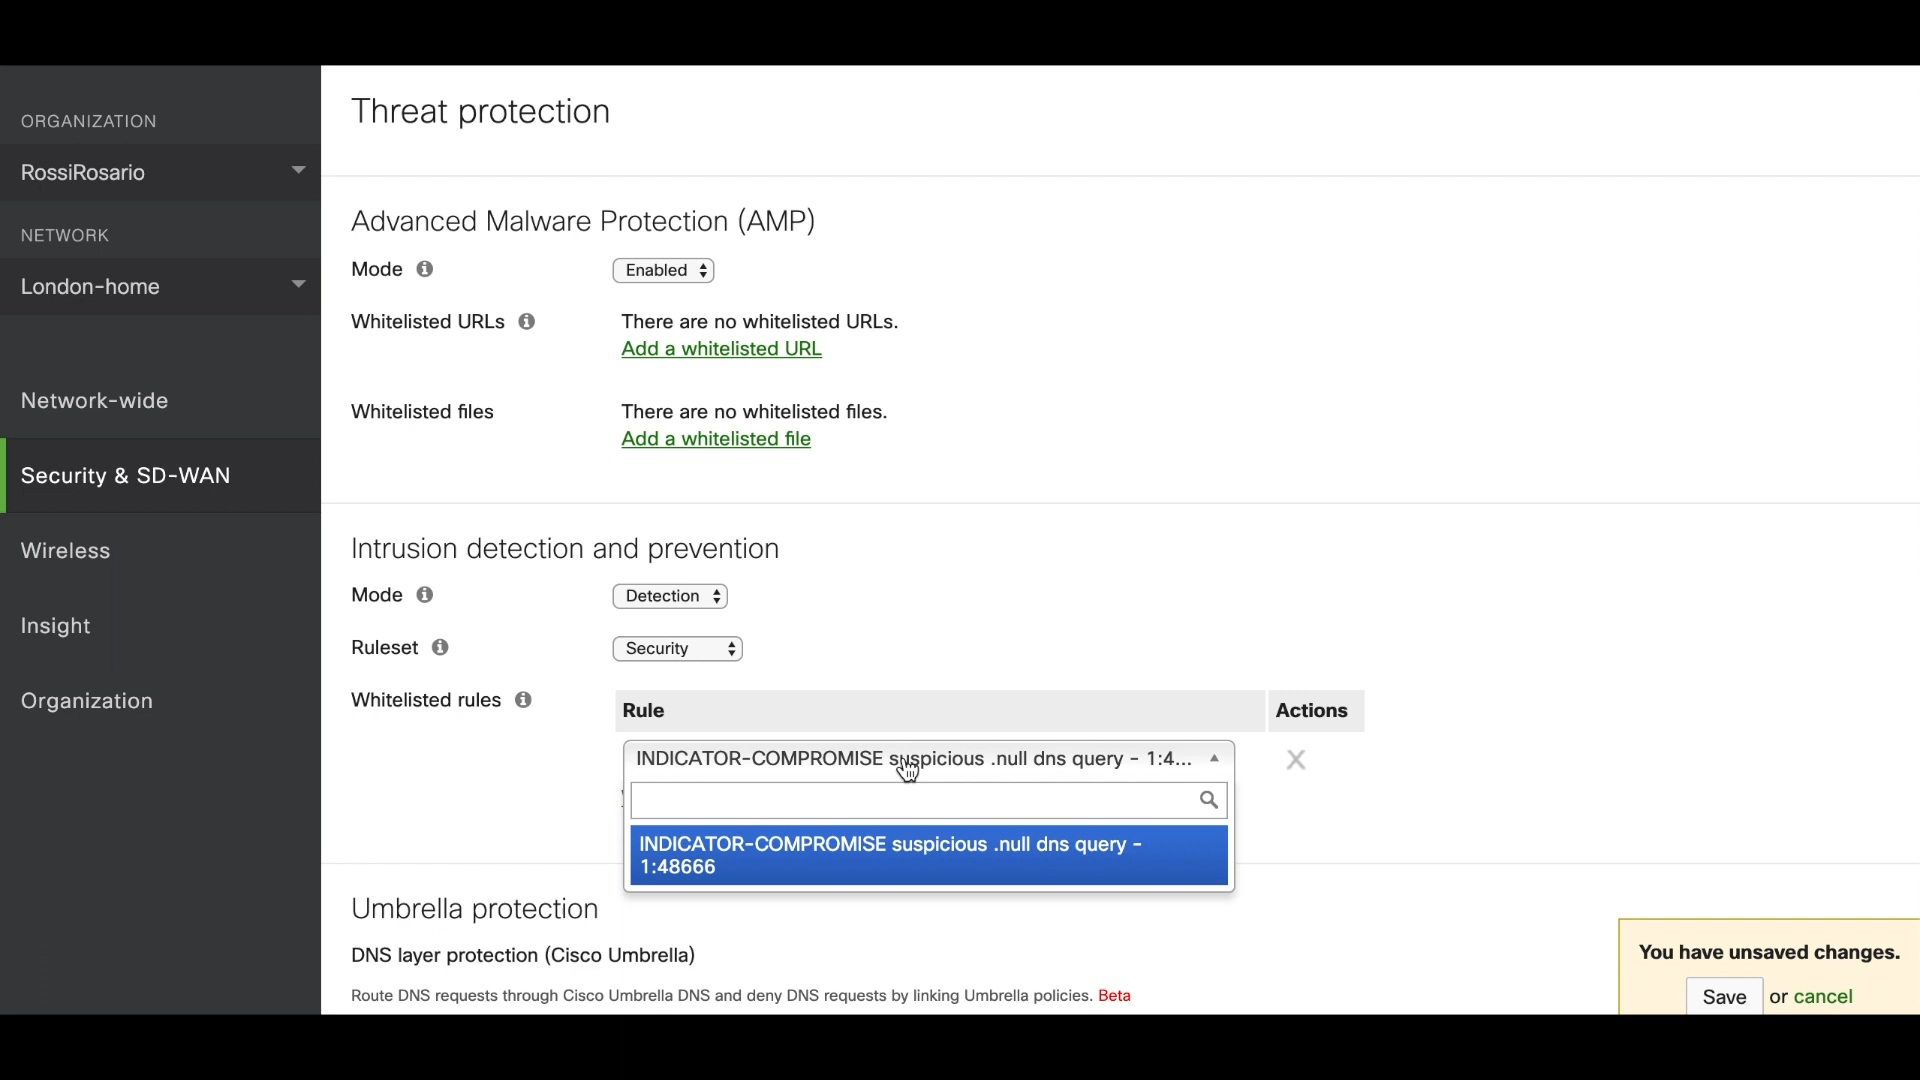 Threat protection
ORGANIZATION
RossiRosario
NETWORK
London-home
Network-wide
Security & SD-WAN
Wireless
Insight
Organization
Advanced Malware Protection (AMP)
Mode Enabled
Whitelisted URLs There are no whitelisted URLs.
Add a whitelisted URL
Whitelisted files There are no whitelisted files.
Add a whitelisted file
Intrusion detection and prevention
Mode Detection
Ruleset Security
Whitelisted rules Rule Actions
INDICATOR-COMPROMISE suspicious .null dns query - 1:4... X
INDICATOR-COMPROMISE suspicious .null dns query -
1:48666
Umbrella protection
DNS layer protection (Cisco Umbrella)
Route DNS requests through Cisco Umbrella DNS and deny DNS requests by linking Umbrella policies. Beta
You have unsaved changes.
Save or cancel